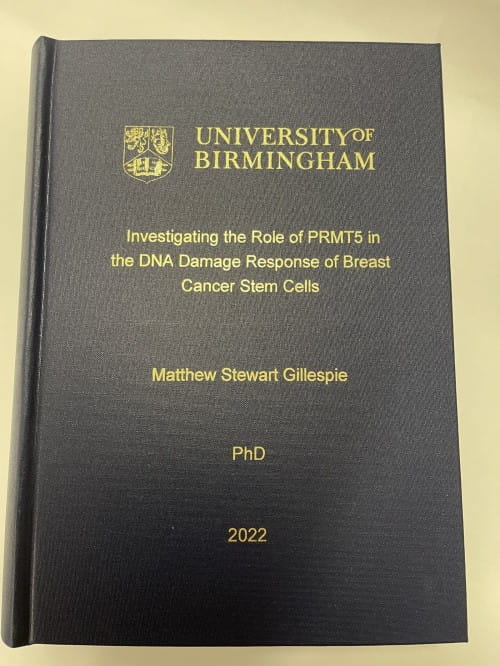 UNIVERSITY OF
BIRMINGHAM
Investigating the Role of PRMT5 in
the DNA Damage Response of Breast
Cancer Stem Cells
Matthew Stewart Gillespie
PhD
2022